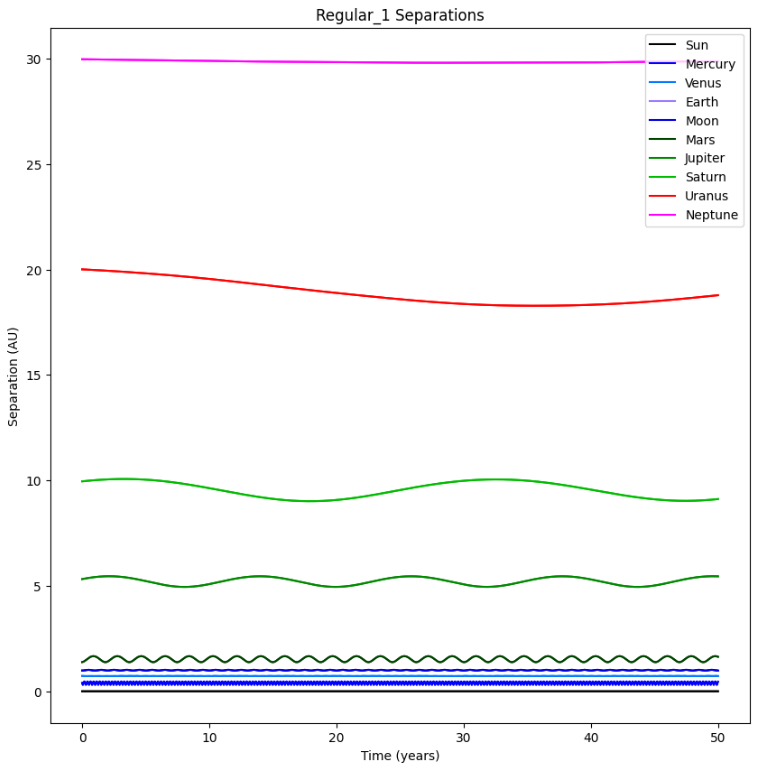 Regular_1 Separations
Separation (AU)
30
25
20
15
10
5
0
Sun
Mercury
Venus
Earth
Moon
Mars
Jupiter
Saturn
Uranus
Neptune
0 10 20 30 40 50
Time (years)